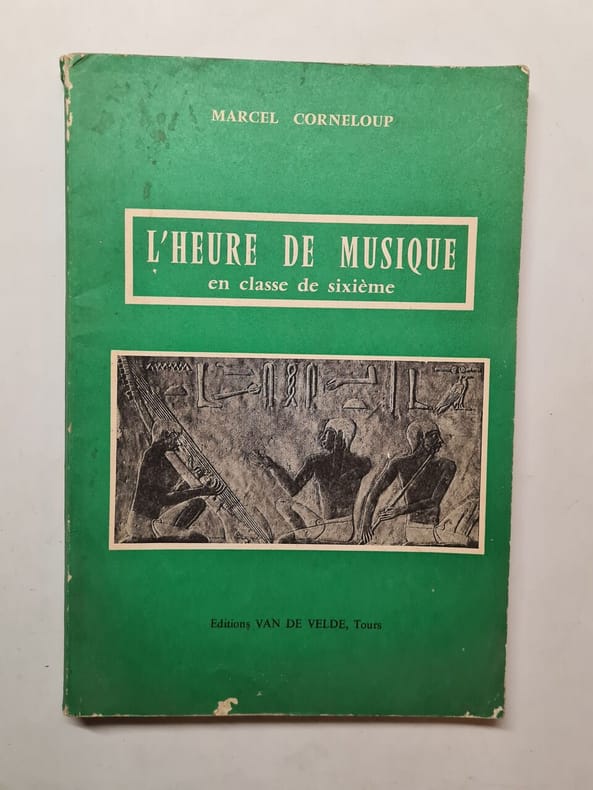 MARCEL CORNELOUP
L'HEURE DE MUSIQUE
en classe de sixième
Editions VAN DE VELDE, Tours